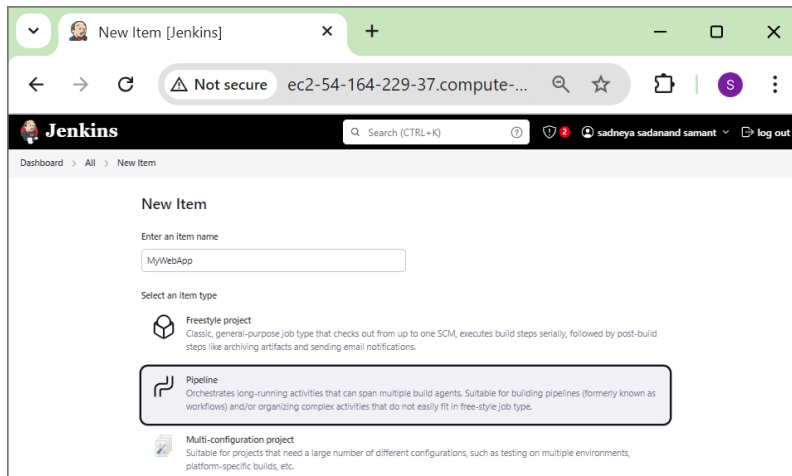 New Item [Jenkins]
Not secure ec2-54-164-229-37.compute-... S
Jenkins Search (CTRL+K) 2 sadneya sadanand samant log out
Dashboard > All > New Item
New Item
Enter an item name
MyWebApp
Select an item type
Freestyle project
Classic, general-purpose job type that checks out from up to one SCM, executes build steps serially, followed by post-build
steps like archiving artifacts and sending email notifications.
Pipeline
Orchestrates long-running activities that can span multiple build agents. Suitable for building pipelines (formerly known as
workflows) and/or organizing complex activities that do not easily fit in free-style job type.
Multi-configuration project
Suitable for projects that need a large number of different configurations, such as testing on multiple environments,
platform-specific builds, etc.